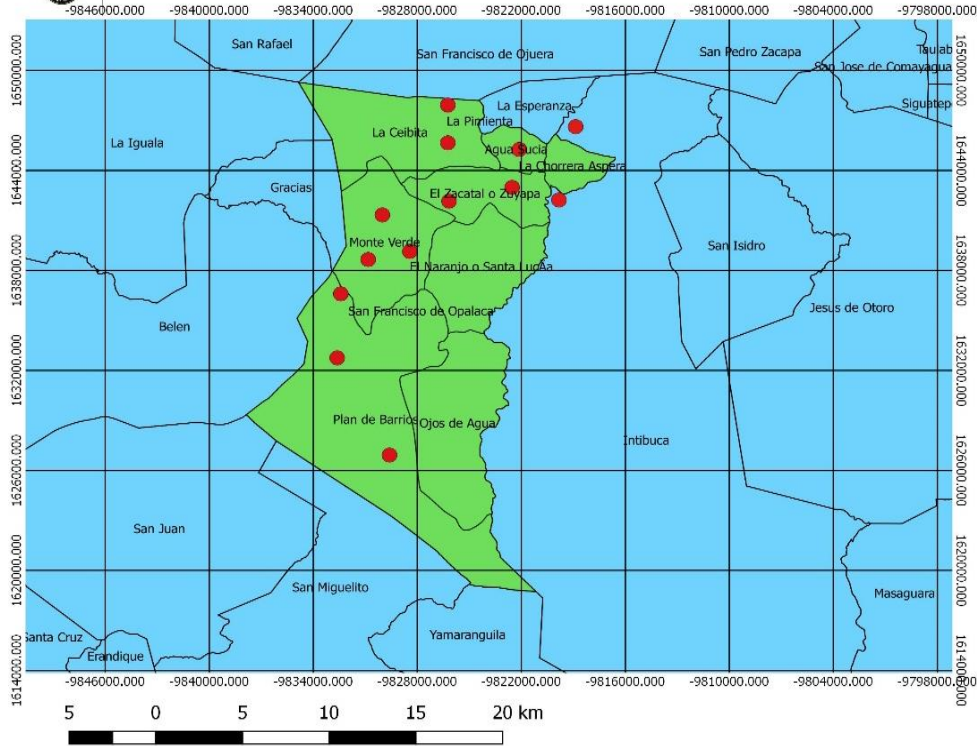 -9846000.000 -9840000.000 -9834000.000 -9828000.000 -9822000.000 -9816000.000 -9810000.000 -9804000.000 -9798000.000
San Rafael
San Francisco de Ojuera
San Pedro Zacapa
San Jose de Comayagua
1650000.000 1650000.000
La Esperanza
La Pimienta
La Ceibita
La Iguala
Agua Sucia
La Chorrera Aspera
1644000.000 1644000.000
Gracias
El Zacatal o Zuyapa
Monte Verde
San Isidro
El Naranjo o Santa LucÃa
1638000.000 1638000.000
San Francisco de Opalaca
Jesus de Otoro
Belen
1632000.000 1632000.000
Plan de Barrios
Ojos de Agua
Intibuca
1626000.000 1626000.000
San Juan
1620000.000 1620000.000
San Miguelito
Masaguara
Yamaranguila
Santa Cruz
Erandique
1614000.000 1614000.000
-9846000.000 -9840000.000 -9834000.000 -9828000.000 -9822000.000 -9816000.000 -9810000.000 -9804000.000 -9798000.000
5 0 5 10 15 20 km